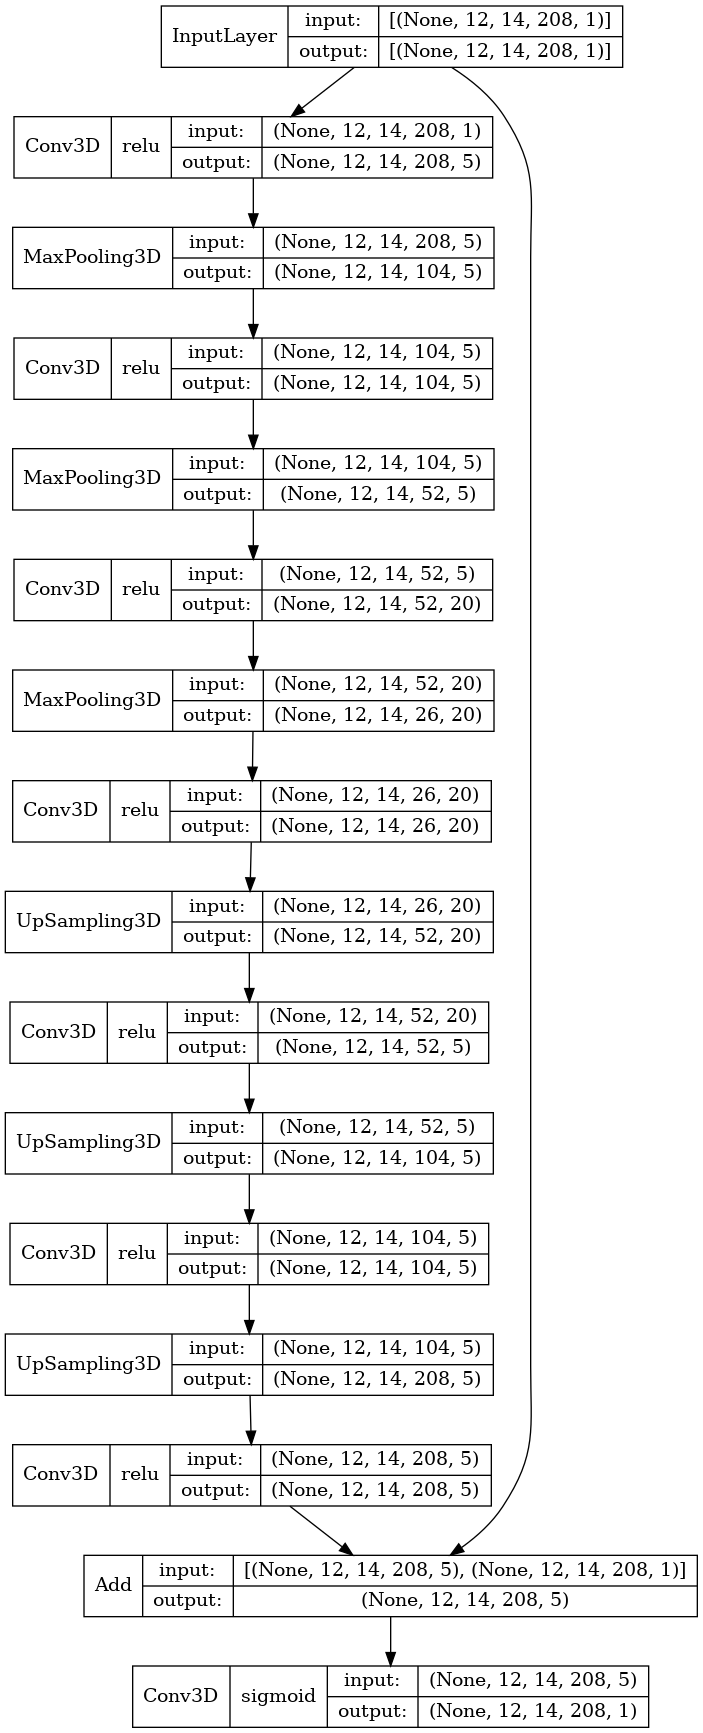 InputLayer input: [(None, 12, 14, 208, 1)]
output: [(None, 12, 14, 208, 1)]
Conv3D relu input: (None, 12, 14, 208, 1)
output: (None, 12, 14, 208, 5)
MaxPooling3D input: (None, 12, 14, 208, 5)
output: (None, 12, 14, 104, 5)
Conv3D relu input: (None, 12, 14, 104, 5)
output: (None, 12, 14, 104, 5)
MaxPooling3D input: (None, 12, 14, 104, 5)
output: (None, 12, 14, 52, 5)
Conv3D relu input: (None, 12, 14, 52, 5)
output: (None, 12, 14, 52, 20)
MaxPooling3D input: (None, 12, 14, 52, 20)
output: (None, 12, 14, 26, 20)
Conv3D relu input: (None, 12, 14, 26, 20)
output: (None, 12, 14, 26, 20)
UpSampling3D input: (None, 12, 14, 26, 20)
output: (None, 12, 14, 52, 20)
Conv3D relu input: (None, 12, 14, 52, 20)
output: (None, 12, 14, 52, 5)
UpSampling3D input: (None, 12, 14, 52, 5)
output: (None, 12, 14, 104, 5)
Conv3D relu input: (None, 12, 14, 104, 5)
output: (None, 12, 14, 104, 5)
UpSampling3D input: (None, 12, 14, 104, 5)
output: (None, 12, 14, 208, 5)
Conv3D relu input: (None, 12, 14, 208, 5)
output: (None, 12, 14, 208, 5)
Add input: [(None, 12, 14, 208, 5), (None, 12, 14, 208, 1)]
output: (None, 12, 14, 208, 5)
Conv3D sigmoid input: (None, 12, 14, 208, 5)
output: (None, 12, 14, 208, 1)